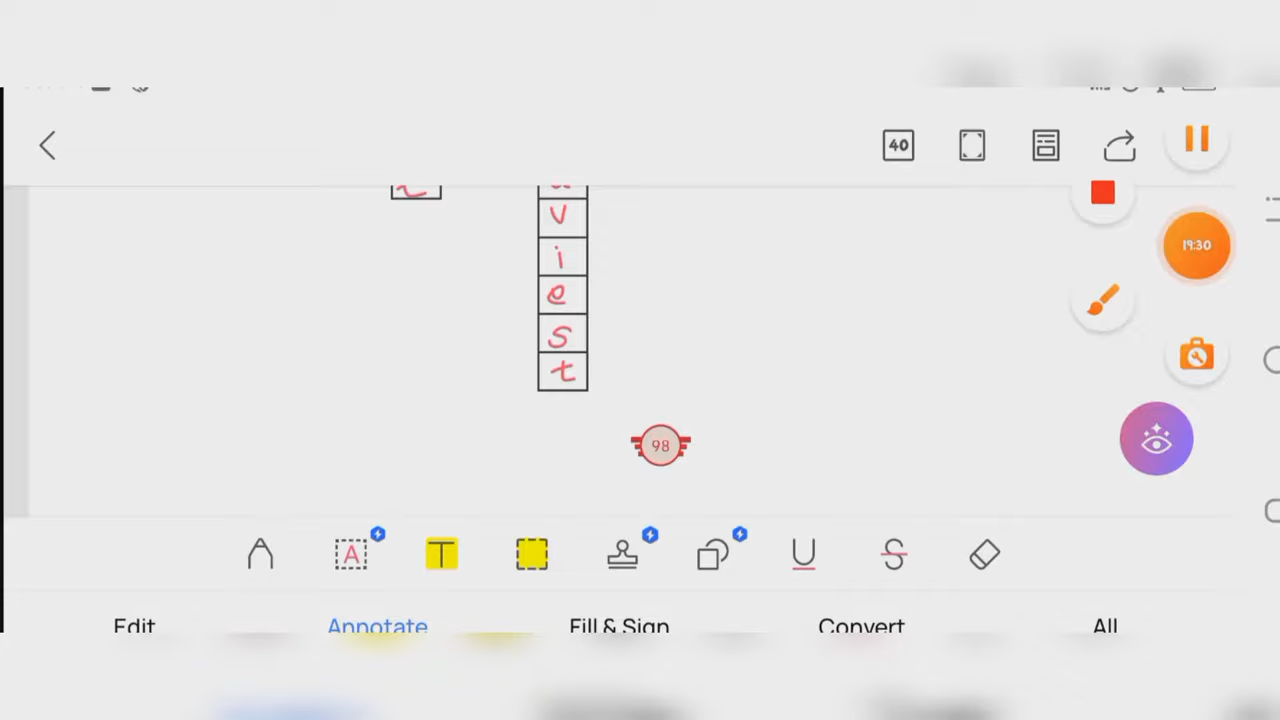 40
v
i
e
s
t
19:30
98
A
T
U
S
Edit
Annotate
Fill & Sign
Convert
All